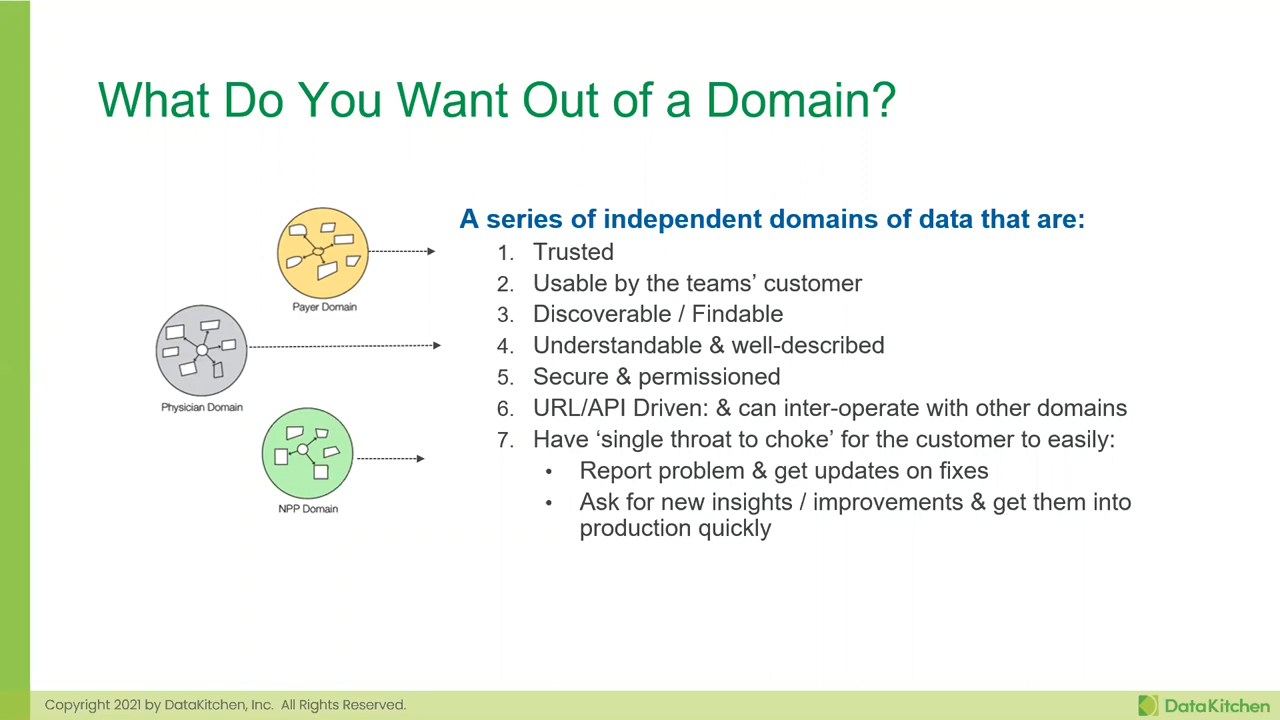 What Do You Want Out of a Domain?
A series of independent domains of data that are:
1. Trusted
2. Usable by the teams’ customer
3. Discoverable / Findable
4. Understandable & well-described
5. Secure & permissioned
6. URL/API Driven: & can inter-operate with other domains
7. Have ‘single throat to choke’ for the customer to easily:
• Report problem & get updates on fixes
• Ask for new insights / improvements & get them into
production quickly
Payer Domain
Physician Domain
NPP Domain
Copyright 2021 by DataKitchen, Inc. All Rights Reserved.
DataKitchen